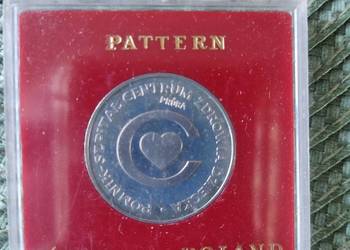 PATTERN
POMNIK-SZPITAL CENTRUM ZDROWIA DZIECKA
PRÓBA
POLAND